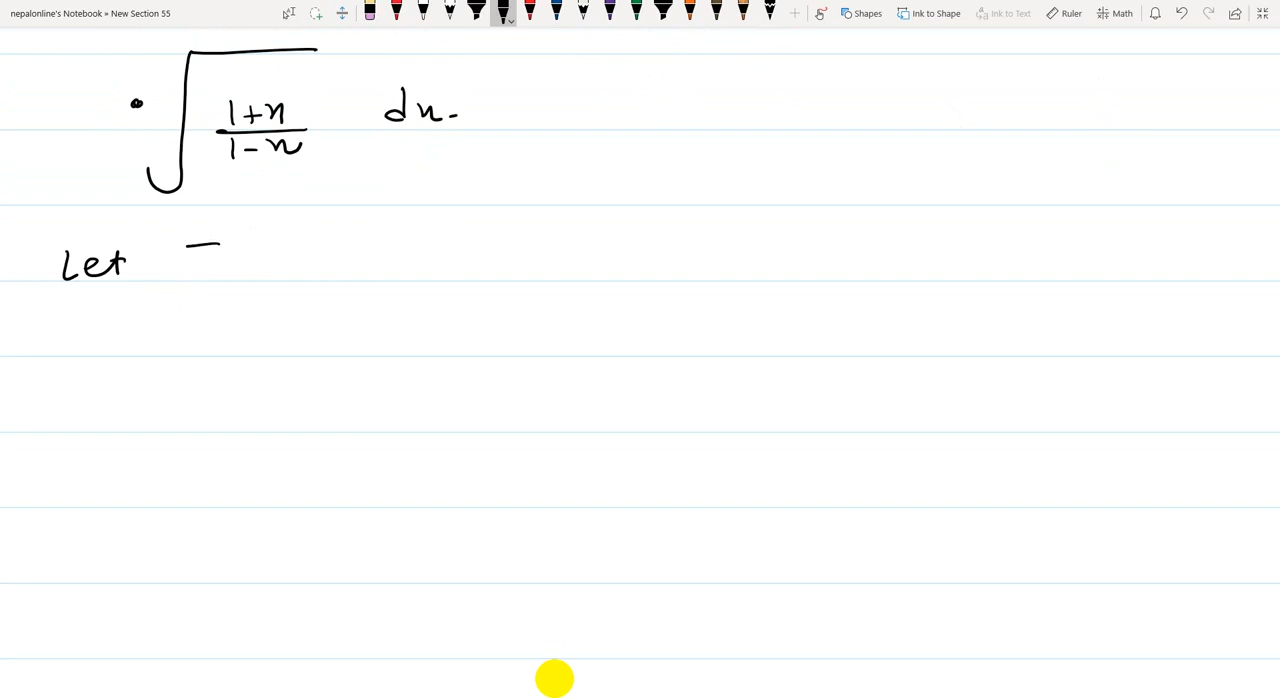 nepalonline's Notebook » New Section 55
Shapes Ink to Shape Ink to Text Ruler Math
√((1+x)/(1-x)) dx.
Let